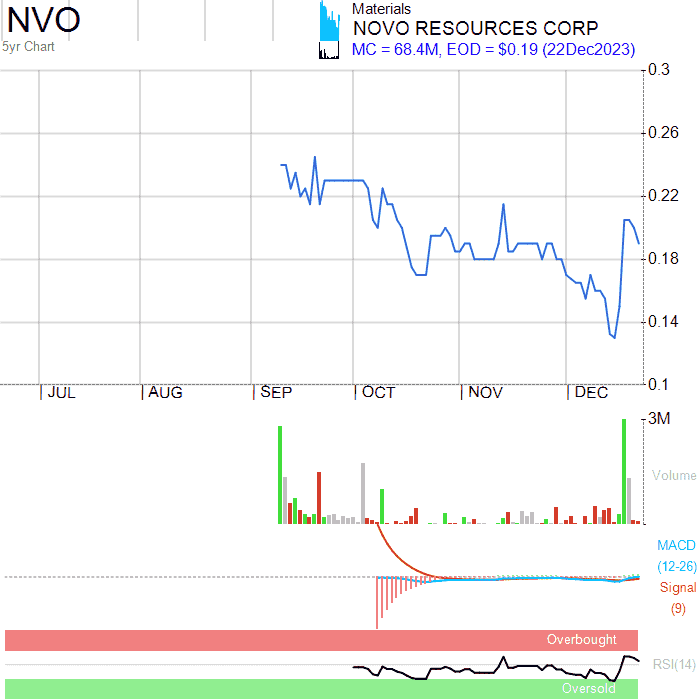 NVO
5yr Chart
Materials
NOVO RESOURCES CORP
MC = 68.4M, EOD = $0.19 (22Dec2023)
0.3
0.26
0.22
0.18
0.14
0.1
JUL AUG SEP OCT NOV DEC
3M
Volume
MACD
(12-26)
Signal
(9)
Overbought
RSI(14)
Oversold